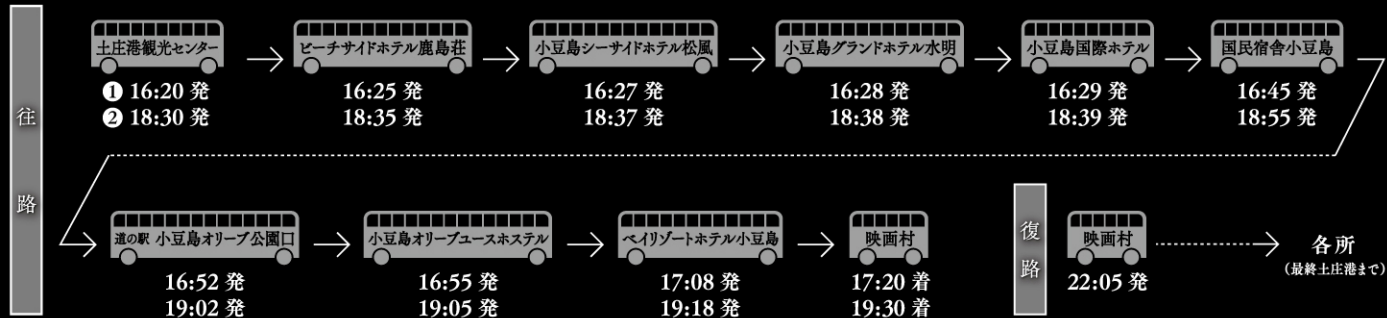 往路
土庄港観光センター
❶ 16:20 発
❷ 18:30 発
ビーチサイドホテル鹿島荘
16:25 発
18:35 発
小豆島シーサイドホテル松風
16:27 発
18:37 発
小豆島グランドホテル水明
16:28 発
18:38 発
小豆島国際ホテル
16:29 発
18:39 発
国民宿舎小豆島
16:45 発
18:55 発
道の駅 小豆島オリーブ公園口
16:52 発
19:02 発
小豆島オリーブユースホステル
16:55 発
19:05 発
ベイリゾートホテル小豆島
17:08 発
19:18 発
映画村
17:20 着
19:30 着
復路
映画村
22:05 発
各所
(最終土庄港まで)